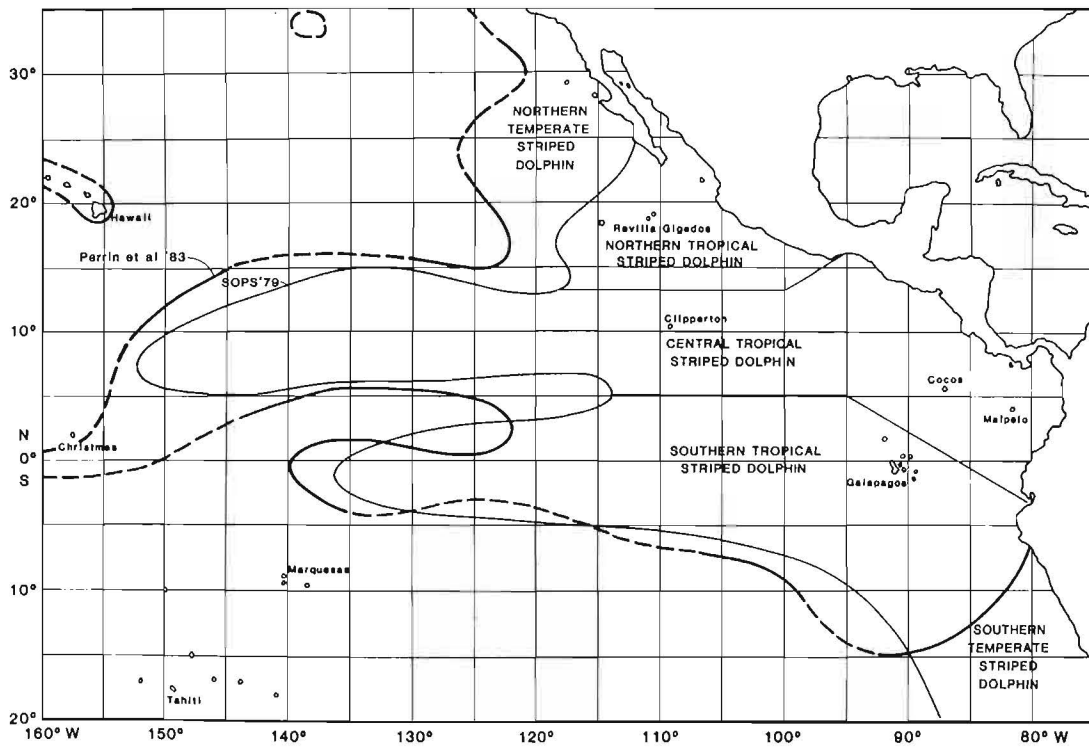 30°
NORTHERN
TEMPERATE
STRIPED
DOLPHIN
20°
Hawaii
Revilla Gigedos
NORTHERN TROPICAL
STRIPED DOLPHIN
Perrin et al '83
SOPS'79
10°
Clipperton
CENTRAL TROPICAL
STRIPED DOLPHIN
Cocos
Malpelo
N
Christmas
0°
S
SOUTHERN TROPICAL
STRIPED DOLPHIN
Galapagos
Marquesas
10°
SOUTHERN
TEMPERATE
STRIPED
DOLPHIN
Tahiti
20°
160° W 150° 140° 130° 120° 110° 100° 90° 80° W